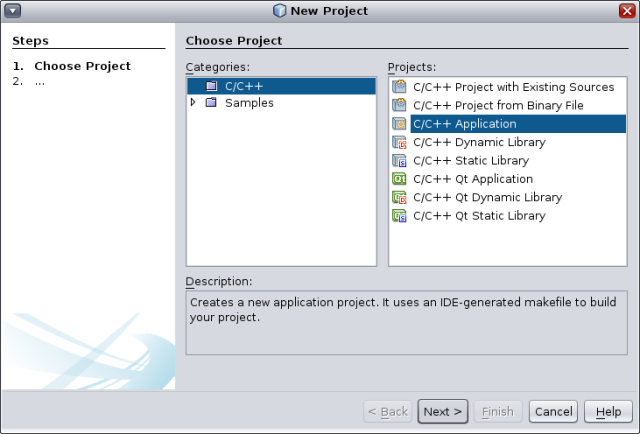 New Project
Steps
1. Choose Project
2. ...
Choose Project
Categories:
C/C++
Samples
Projects:
C/C++ Project with Existing Sources
C/C++ Project from Binary File
C/C++ Application
C/C++ Dynamic Library
C/C++ Static Library
C/C++ Qt Application
C/C++ Qt Dynamic Library
C/C++ Qt Static Library
Description:
Creates a new application project. It uses an IDE-generated makefile to build
your project.
< Back
Next >
Finish
Cancel
Help